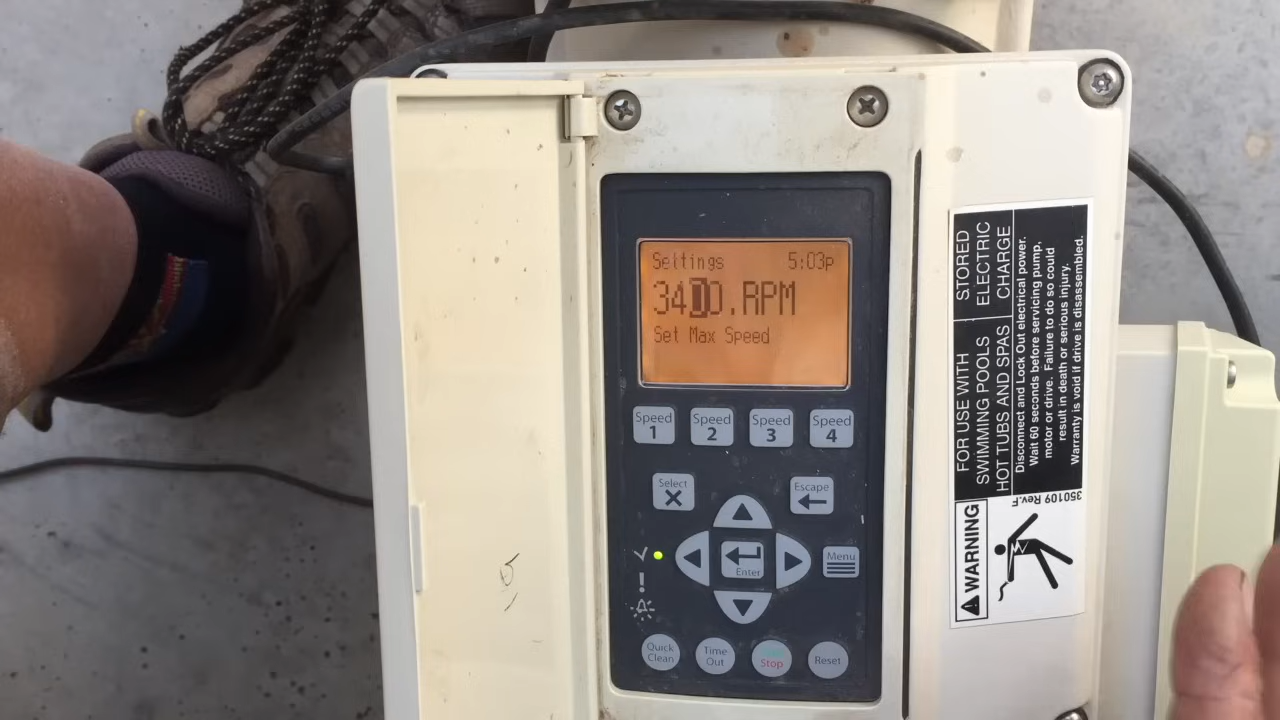 Settings 5:03p
3400.RPM
Set Max Speed
Speed 1
Speed 2
Speed 3
Speed 4
Select
Escape
Enter
Menu
Quick Clean
Time Out
Stop
Reset
FOR USE WITH
SWIMMING POOLS
HOT TUBS AND SPAS
STORED
ELECTRIC
CHARGE
Disconnect and Lock Out electrical power.
Wait 60 seconds before servicing pump,
motor or drive. Failure to do so could
result in death or serious injury.
Warranty is void if drive is disassembled.
WARNING
350109 Rev.F